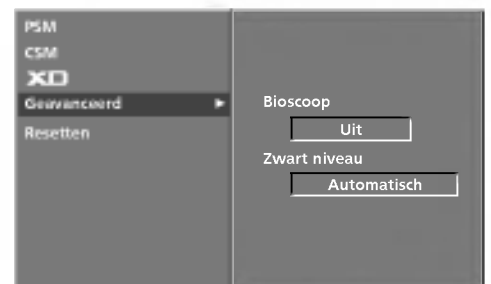 PSM
CSM
XD
Geavanceerd
Resetten
Bioscoop
Uit
Zwart niveau
Automatisch